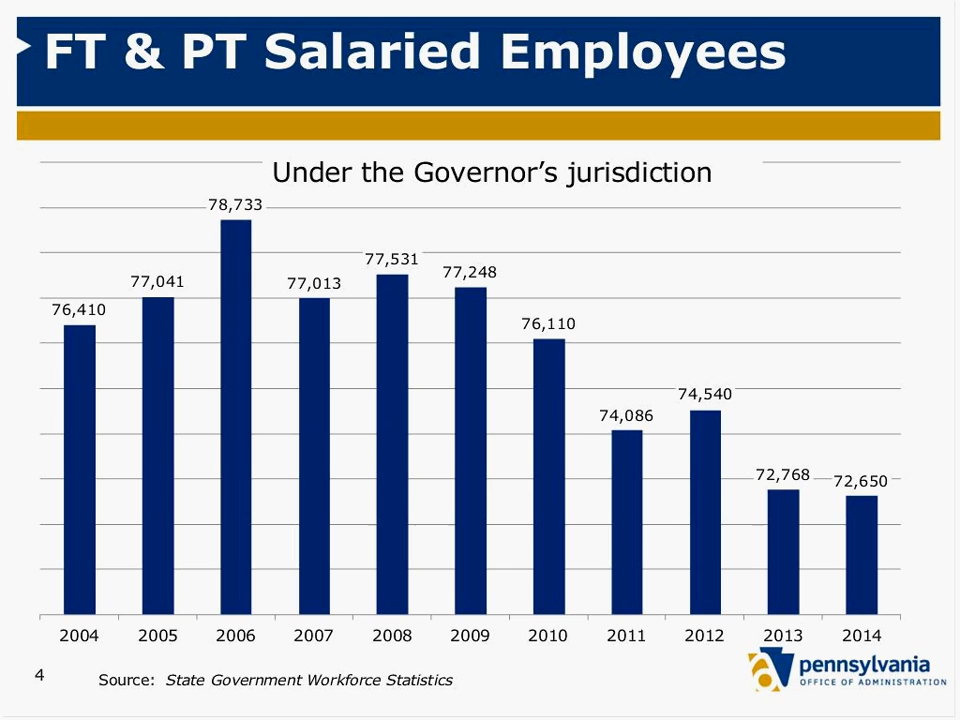 FT & PT Salaried Employees
Under the Governor’s jurisdiction
78,733
77,531
77,248
77,041
77,013
76,410
76,110
74,540
74,086
72,768
72,650
2004 2005 2006 2007 2008 2009 2010 2011 2012 2013 2014
4
Source: State Government Workforce Statistics
pennsylvania
OFFICE OF ADMINISTRATION